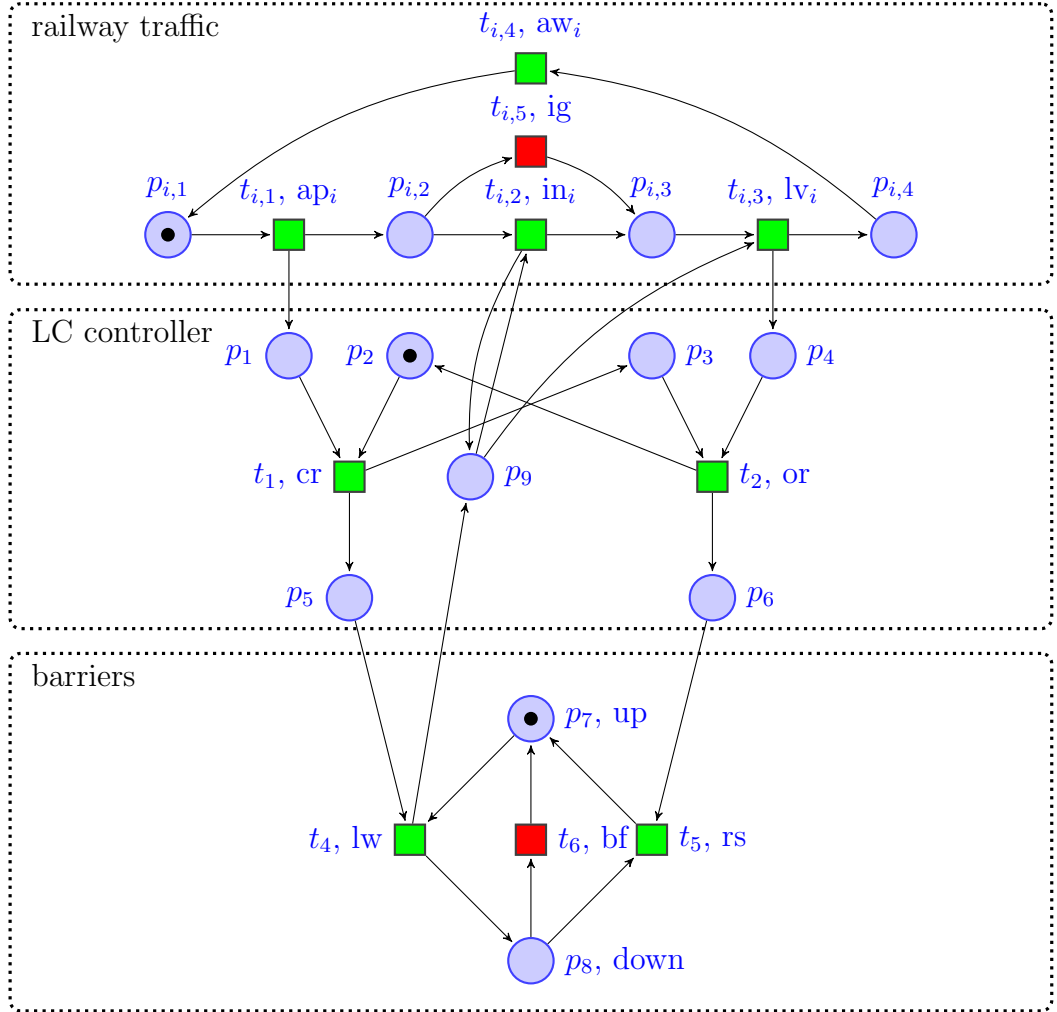 railway traffic
t_{i,4}, aw_i
t_{i,5}, ig
p_{i,1}
t_{i,1}, ap_i
p_{i,2}
t_{i,2}, in_i
p_{i,3}
t_{i,3}, lv_i
p_{i,4}
LC controller
p_1
p_2
p_3
p_4
t_1, cr
p_9
t_2, or
p_5
p_6
barriers
p_7, up
t_4, lw
t_6, bf
t_5, rs
p_8, down